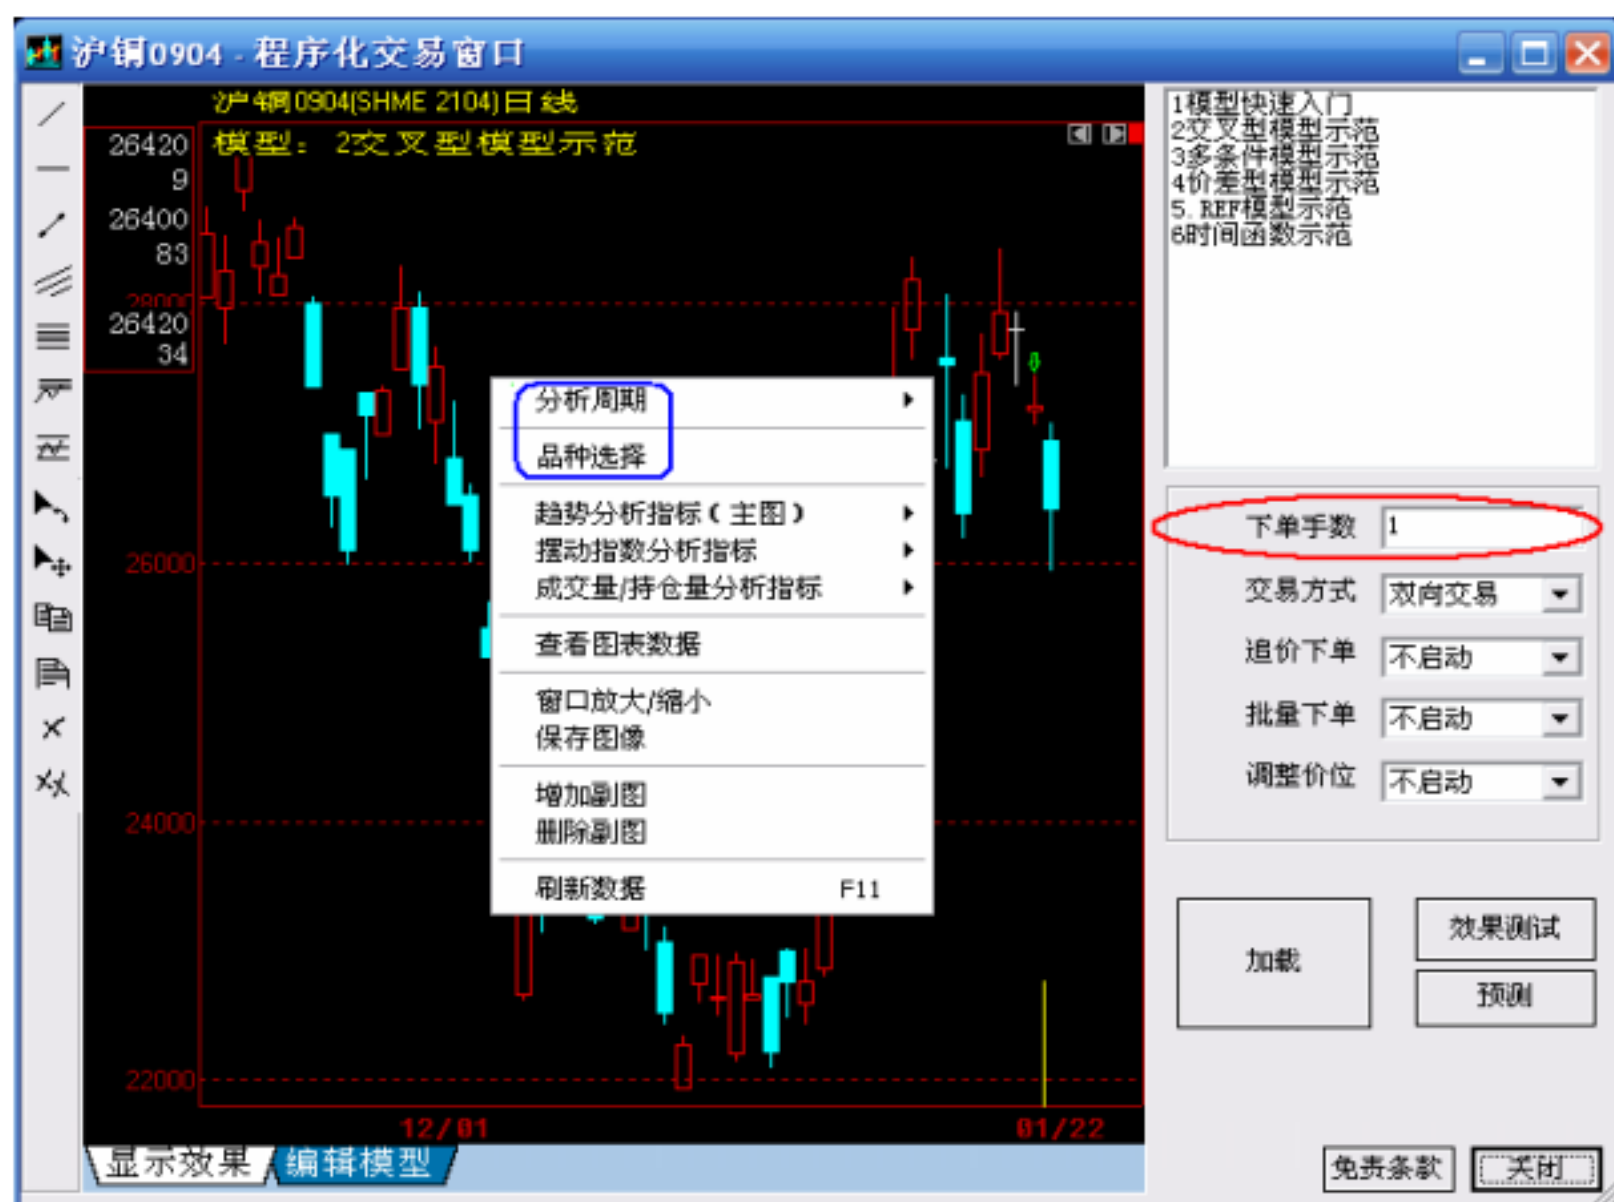 沪铜0904 - 程序化交易窗口
沪铜0904(SHME 2104)日线
模型：2交叉型模型示范
26420
9
26400
83
28000
26420
34
26000
24000
22000
12/01
01/22
分析周期
品种选择
趋势分析指标(主图)
摆动指数分析指标
成交量/持仓量分析指标
查看图表数据
窗口放大/缩小
保存图像
增加副图
删除副图
刷新数据 F11
1模型快速入门
2交叉型模型示范
3多条件模型示范
4价差型模型示范
5.REF模型示范
6时间函数示范
下单手数 1
交易方式 双向交易
追价下单 不启动
批量下单 不启动
调整价位 不启动
加载
效果测试
预测
显示效果 编辑模型
免责条款 关闭